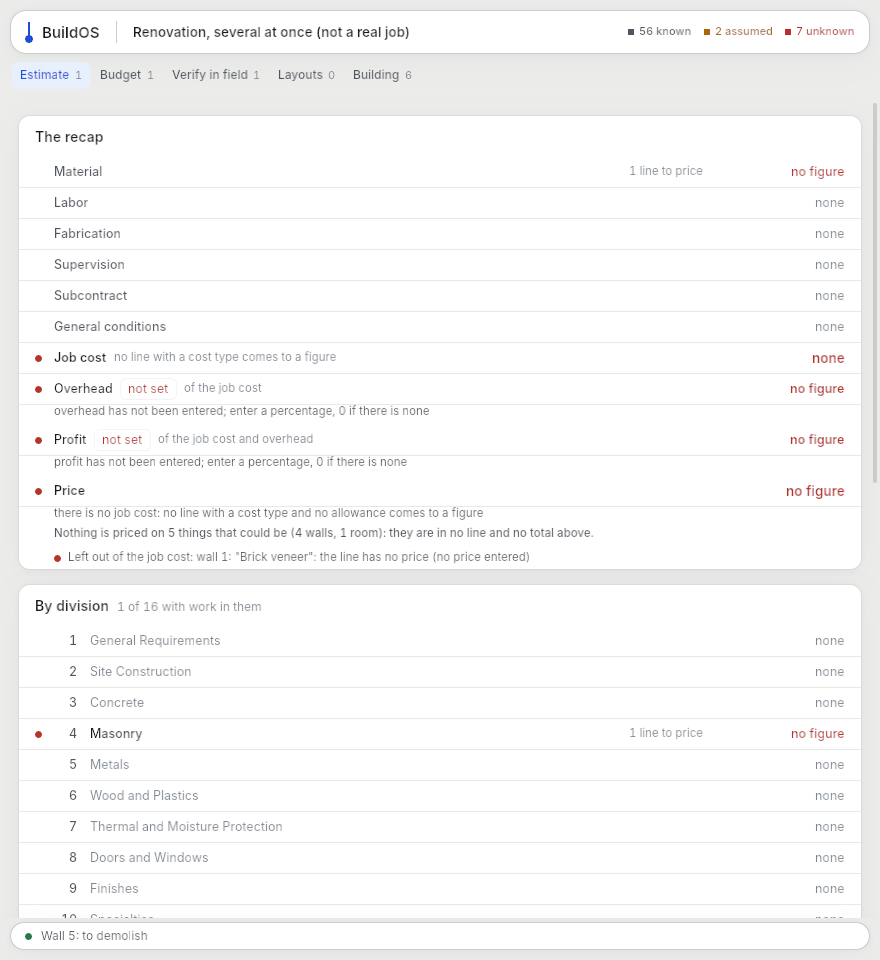 BuildOS
Renovation, several at once (not a real job)
56 known 2 assumed 7 unknown
Estimate 1 Budget 1 Verify in field 1 Layouts 0 Building 6
The recap
Material 1 line to price no figure
Labor none
Fabrication none
Supervision none
Subcontract none
General conditions none
Job cost no line with a cost type comes to a figure none
Overhead not set of the job cost no figure
overhead has not been entered; enter a percentage, 0 if there is none
Profit not set of the job cost and overhead no figure
profit has not been entered; enter a percentage, 0 if there is none
Price no figure
there is no job cost: no line with a cost type and no allowance comes to a figure
Nothing is priced on 5 things that could be (4 walls, 1 room): they are in no line and no total above.
Left out of the job cost: wall 1: "Brick veneer": the line has no price (no price entered)
By division 1 of 16 with work in them
1 General Requirements none
2 Site Construction none
3 Concrete none
4 Masonry 1 line to price no figure
5 Metals none
6 Wood and Plastics none
7 Thermal and Moisture Protection none
8 Doors and Windows none
9 Finishes none
10 Specialties none
Wall 5: to demolish